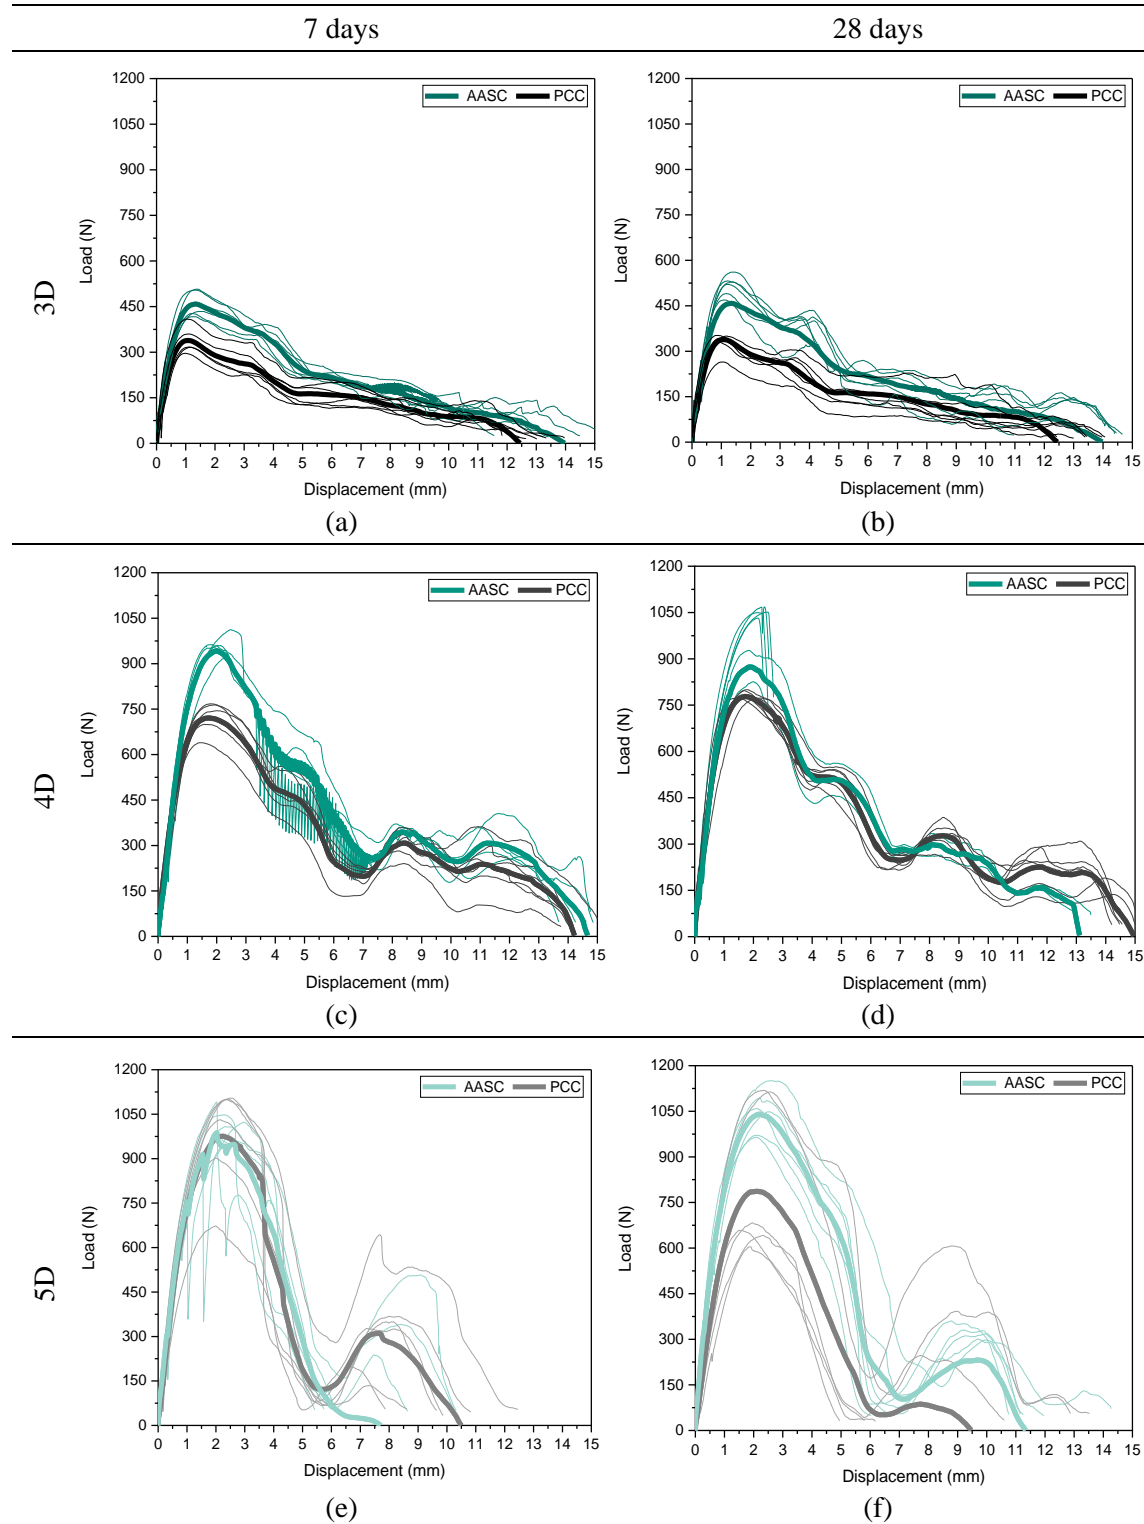 7 days 28 days
3D
1200
1050
900
750
600
450
300
150
0
Load (N)
AASC PCC
0 1 2 3 4 5 6 7 8 9 10 11 12 13 14 15
Displacement (mm)
(a)
1200
1050
900
750
600
450
300
150
0
Load (N)
AASC PCC
0 1 2 3 4 5 6 7 8 9 10 11 12 13 14 15
Displacement (mm)
(b)
4D
1200
1050
900
750
600
450
300
150
0
Load (N)
AASC PCC
0 1 2 3 4 5 6 7 8 9 10 11 12 13 14 15
Displacement (mm)
(c)
1200
1050
900
750
600
450
300
150
0
Load (N)
AASC PCC
0 1 2 3 4 5 6 7 8 9 10 11 12 13 14 15
Displacement (mm)
(d)
5D
1200
1050
900
750
600
450
300
150
0
Load (N)
AASC PCC
0 1 2 3 4 5 6 7 8 9 10 11 12 13 14 15
Displacement (mm)
(e)
1200
1050
900
750
600
450
300
150
0
Load (N)
AASC PCC
0 1 2 3 4 5 6 7 8 9 10 11 12 13 14 15
Displacement (mm)
(f)